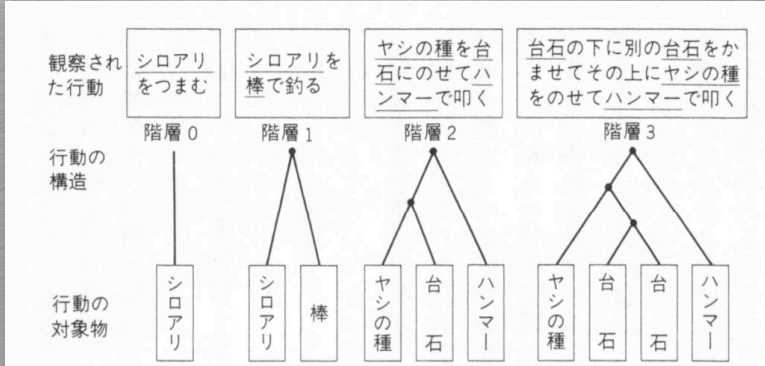 観察され
た行動
シロアリ
をつまむ
シロアリを
棒で釣る
ヤシの種を台
石にのせてハ
ンマーで叩く
台石の下に別の台石をか
ませてその上にヤシの種
をのせてハンマーで叩く
階層0
階層1
階層2
階層3
行動の
構造
行動の
対象物
シロアリ
シロアリ
棒
ヤシの種
台石
ハンマー
ヤシの種
台石
台石
ハンマー